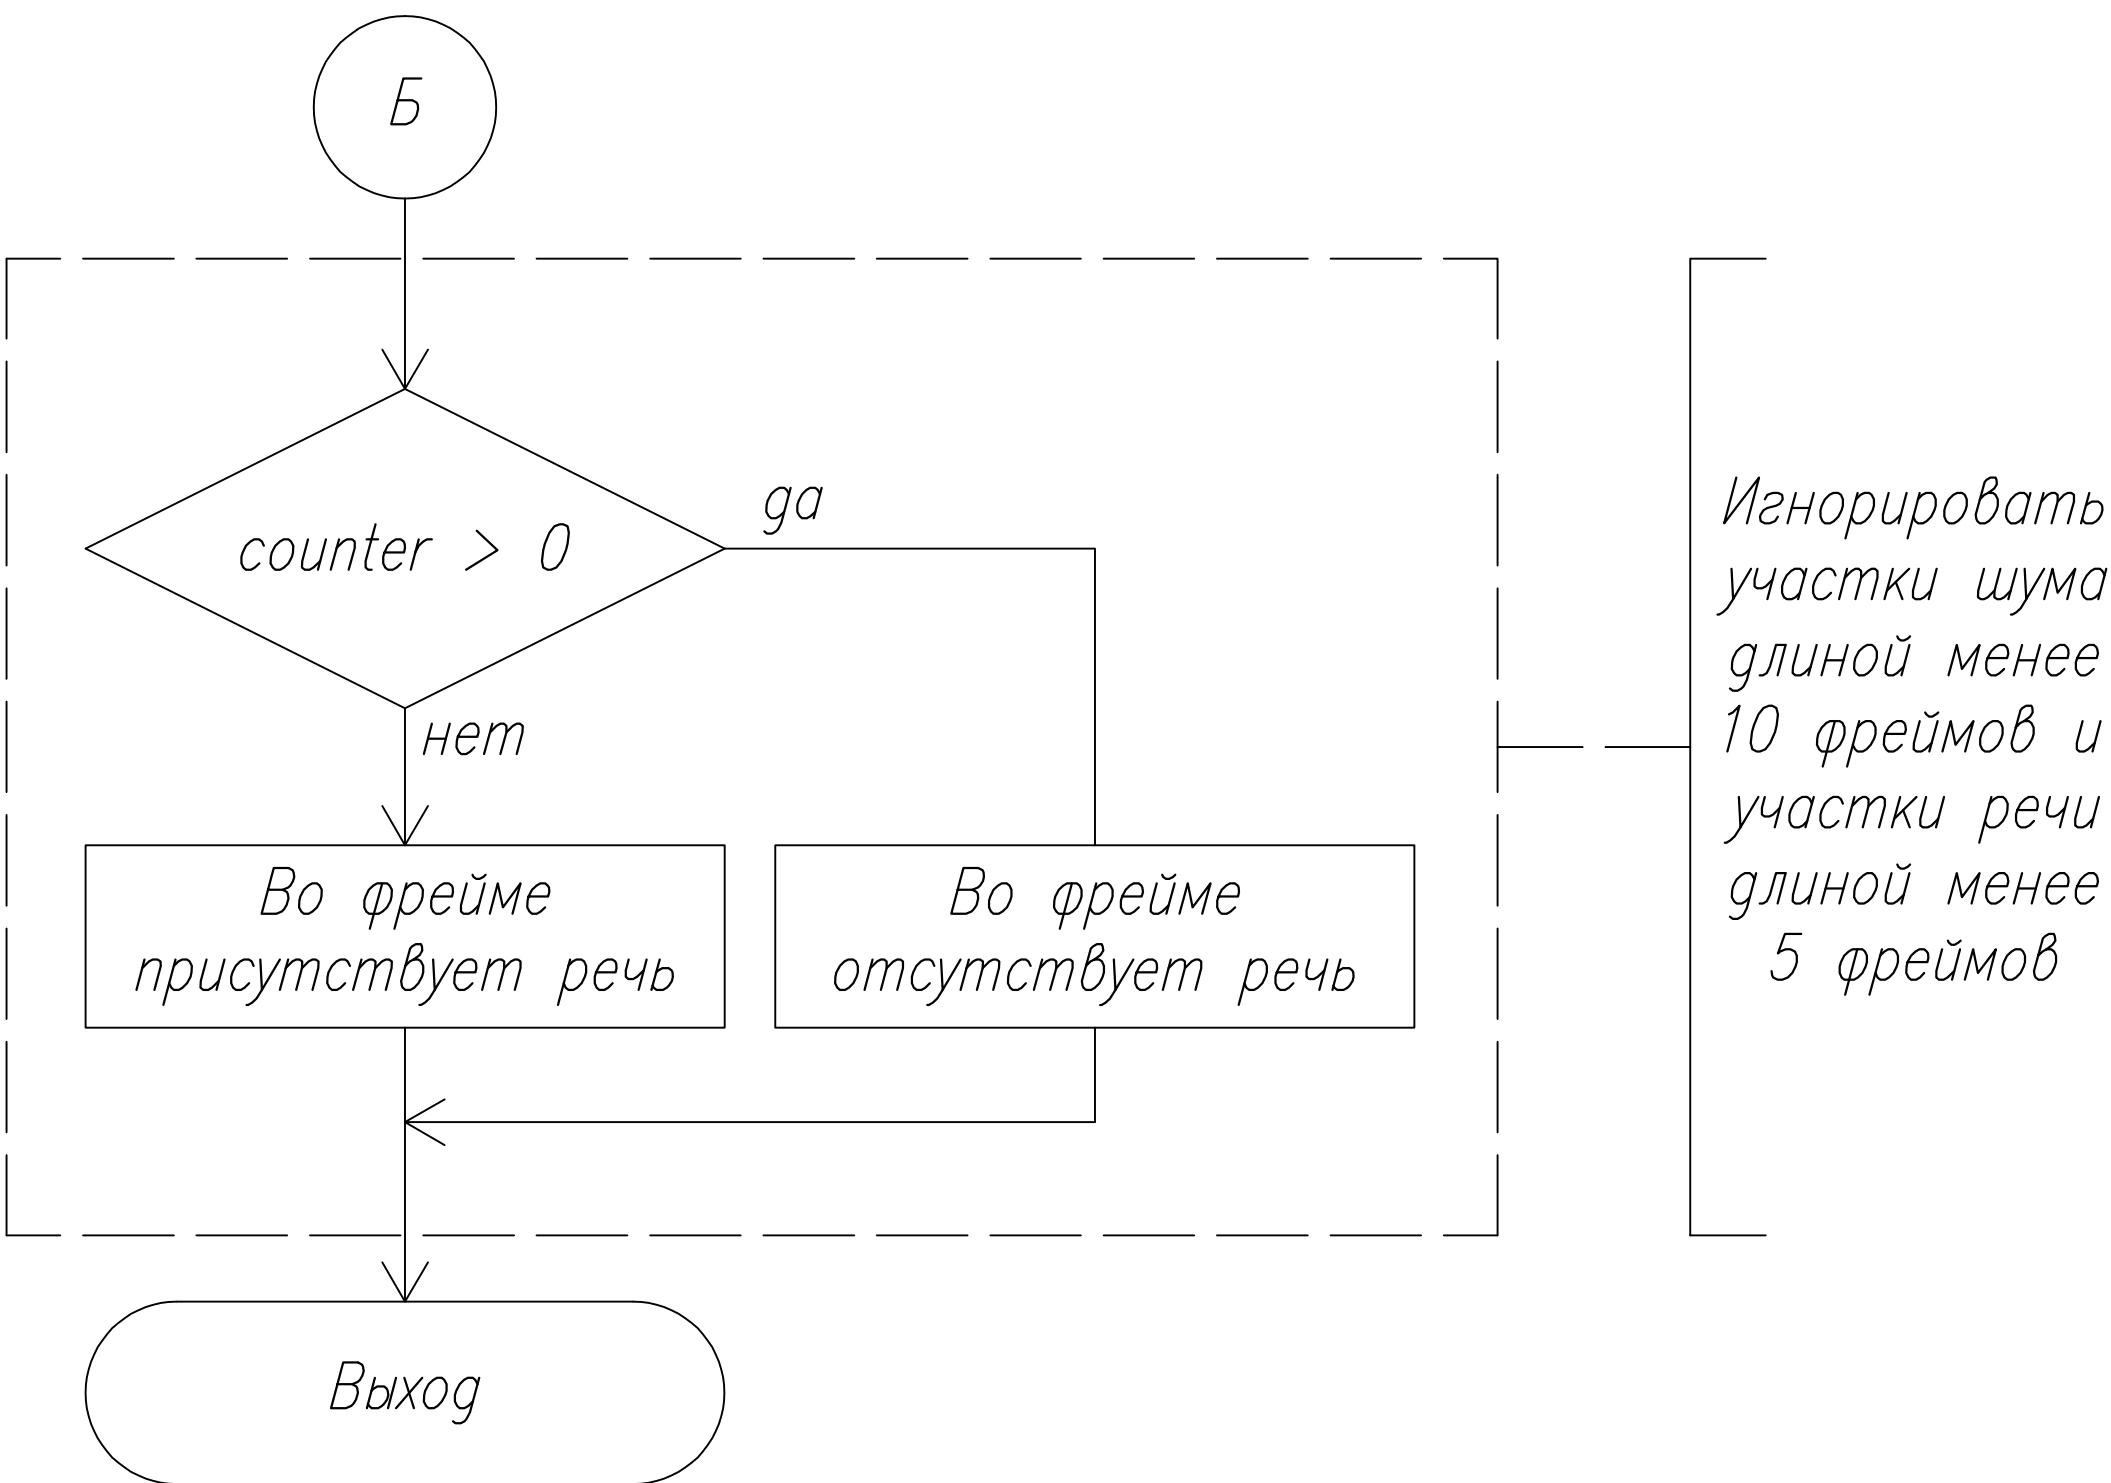 Б
counter > 0
да
нет
Во фрейме
присутствует речь
Во фрейме
отсутствует речь
Выход
Игнорировать
участки шума
длиной менее
10 фреймов и
участки речи
длиной менее
5 фреймов